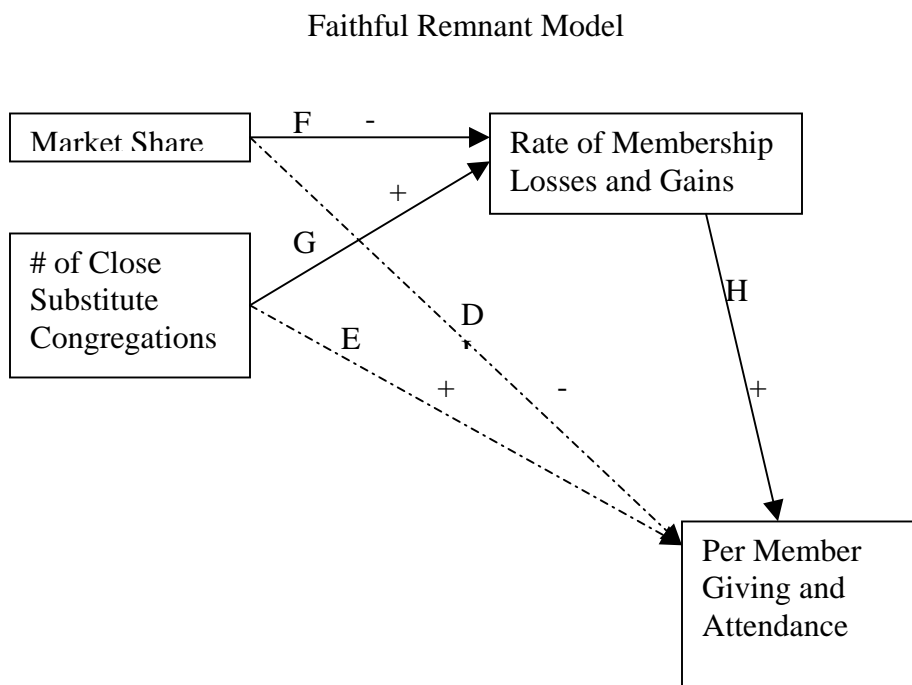 Faithful Remnant Model
F -
Market Share
Rate of Membership
Losses and Gains
+
G
# of Close
Substitute
Congregations
H
D
E
+ - +
Per Member
Giving and
Attendance